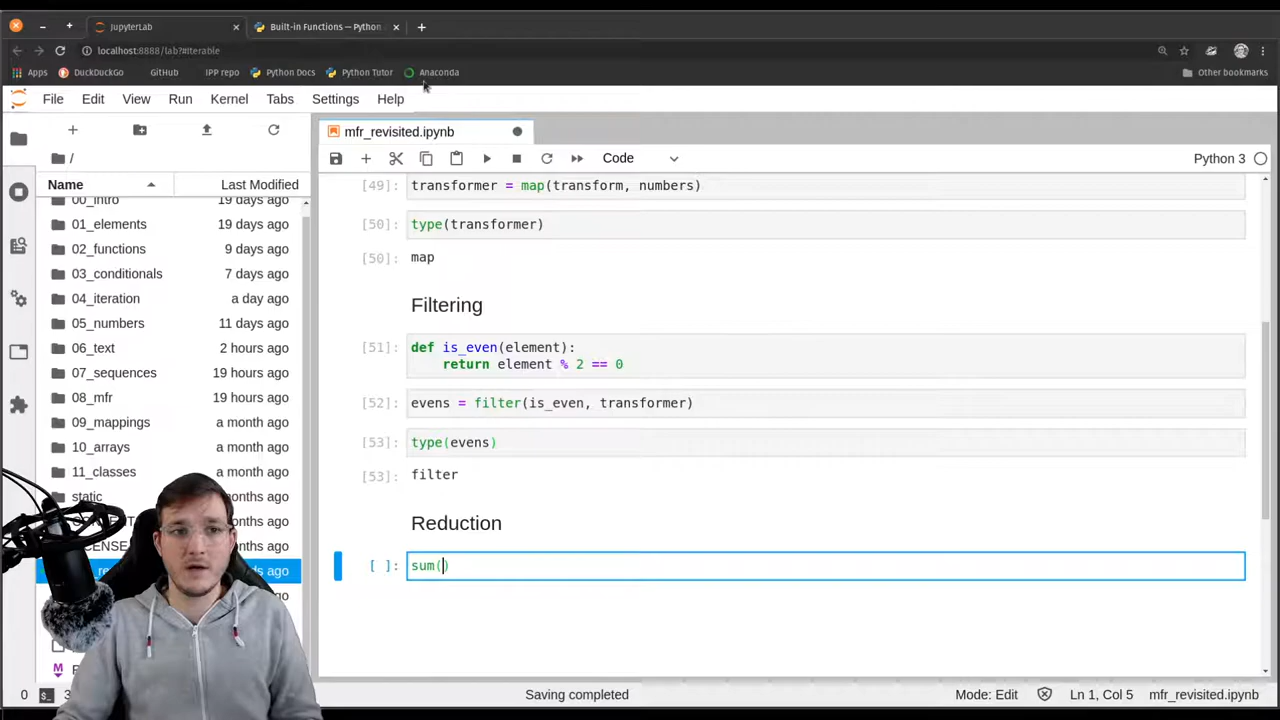 JupyterLab
Built-in Functions — Python
localhost:8888/lab?#iterable
Apps DuckDuckGo GitHub IPP repo Python Docs Python Tutor Anaconda Other bookmarks
File Edit View Run Kernel Tabs Settings Help
mfr_revisited.ipynb
Code
Python 3
/
Name Last Modified
00_intro 19 days ago
01_elements 19 days ago
02_functions 9 days ago
03_conditionals 7 days ago
04_iteration a day ago
05_numbers 11 days ago
06_text 2 hours ago
07_sequences 19 hours ago
08_mfr 19 hours ago
09_mappings a month ago
10_arrays a month ago
11_classes a month ago
static months ago
months ago
months ago
ago
ago
[49]: transformer = map(transform, numbers)
[50]: type(transformer)
[50]: map
Filtering
[51]: def is_even(element):
return element % 2 == 0
[52]: evens = filter(is_even, transformer)
[53]: type(evens)
[53]: filter
Reduction
[ ]: sum()
0
Saving completed
Mode: Edit
Ln 1, Col 5
mfr_revisited.ipynb